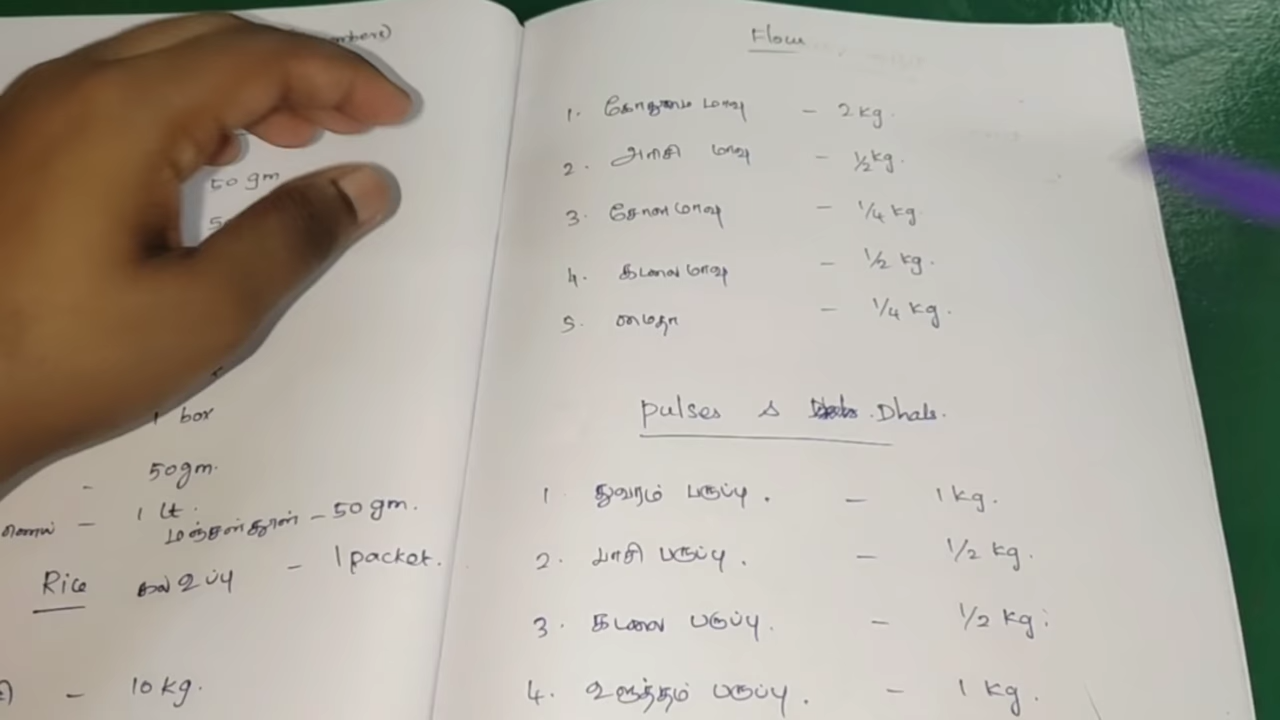 50 gm
1 box
- 50gm.
- 1 Lt.
மஞ்சள்தூள் - 50 gm.
Rice கல் உப்பு - 1 packet.
- 10 kg.
Flour
1. கோதுமை மாவு - 2 kg.
2. அரிசி மாவு - 1/2 kg.
3. சோளமாவு - 1/4 kg.
4. கடலைமாவு - 1/2 kg.
5. மைதா - 1/4 kg.
Pulses & Dhals.
1 துவரம் பருப்பு. - 1 kg.
2. பாசி பருப்பு. - 1/2 kg.
3. கடலை பருப்பு. - 1/2 kg.
4. உளுத்தம் பருப்பு. - 1 kg.